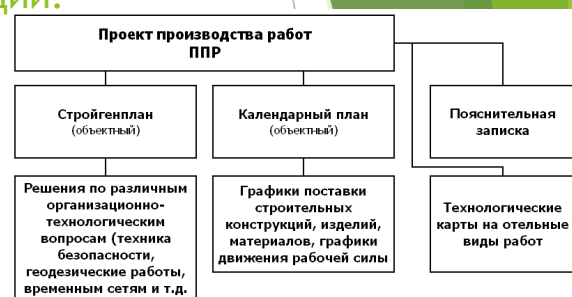 ции.
Проект производства работ
ППР
Стройгенплан
(объектный)
Календарный план
(объектный)
Пояснительная
записка
Решения по различным
организационно-
технологическим
вопросам (техника
безопасности,
геодезические работы,
временным сетям и т.д.
Графики поставки
строительных
конструкций, изделий,
материалов, графики
движения рабочей силы
Технологические
карты на отельные
виды работ